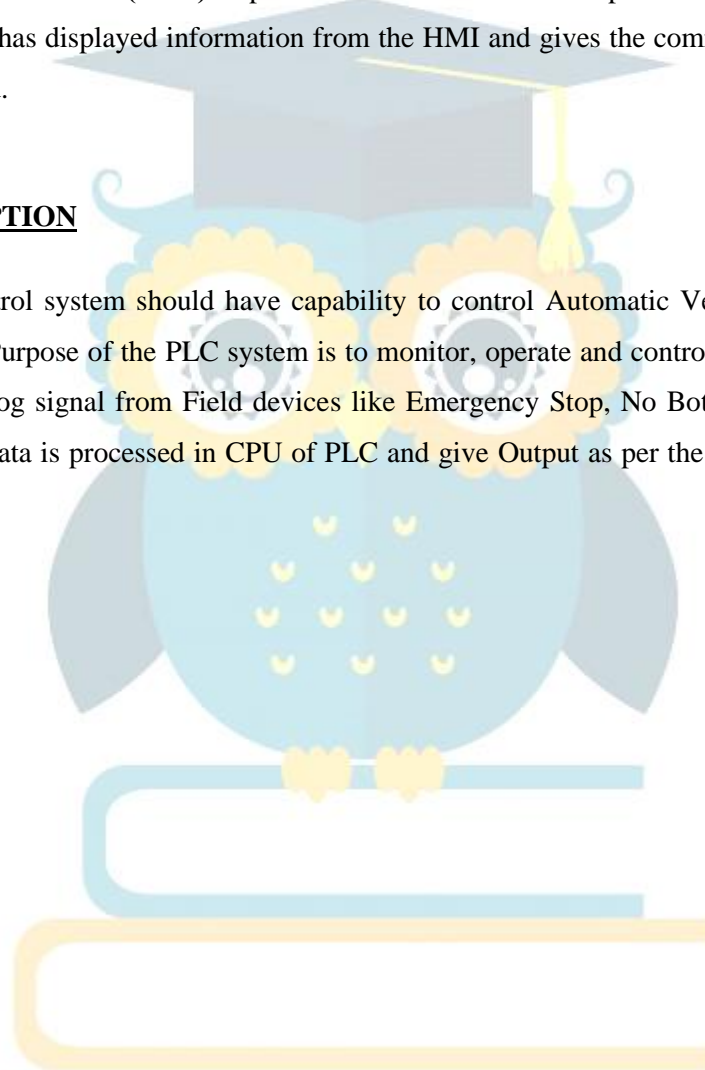 has displayed information from the HMI and gives the com
.
PTION
rol system should have capability to control Automatic Ve
Purpose of the PLC system is to monitor, operate and contro
og signal from Field devices like Emergency Stop, No Bot
ata is processed in CPU of PLC and give Output as per the